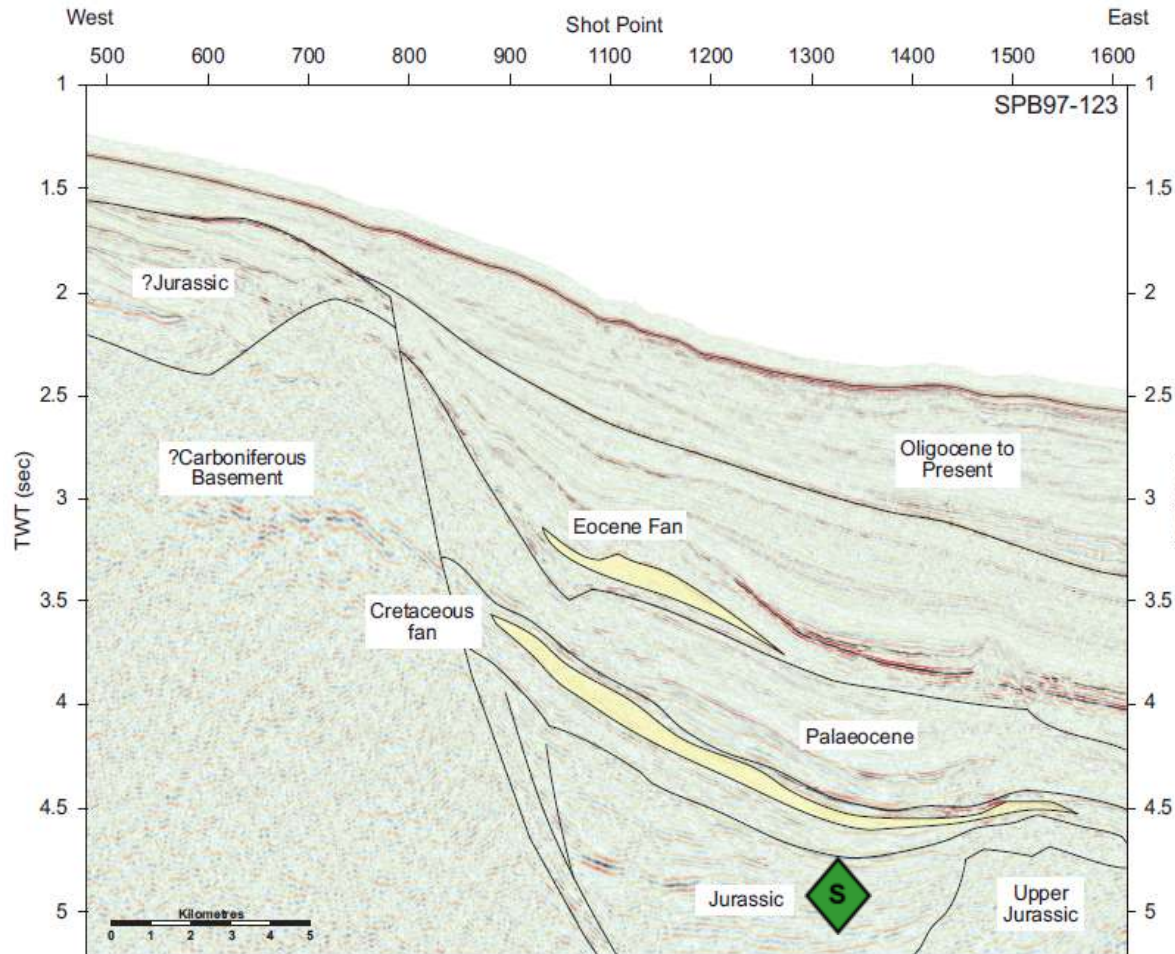 West
Shot Point
East
500 600 700 800 900 1100 1100 1200 1300 1400 1500 1600
SPB97-123
TWT (sec)
1 1
1.5 1.5
2 2
2.5 2.5
3 3
3.5 3.5
4 4
4.5 4.5
5 5
?Jurassic
Oligocene to
Present
?Carboniferous
Basement
Eocene Fan
Cretaceous
fan
Palaeocene
Jurassic
S
Upper
Jurassic
Kilometres
0 1 2 3 4 5